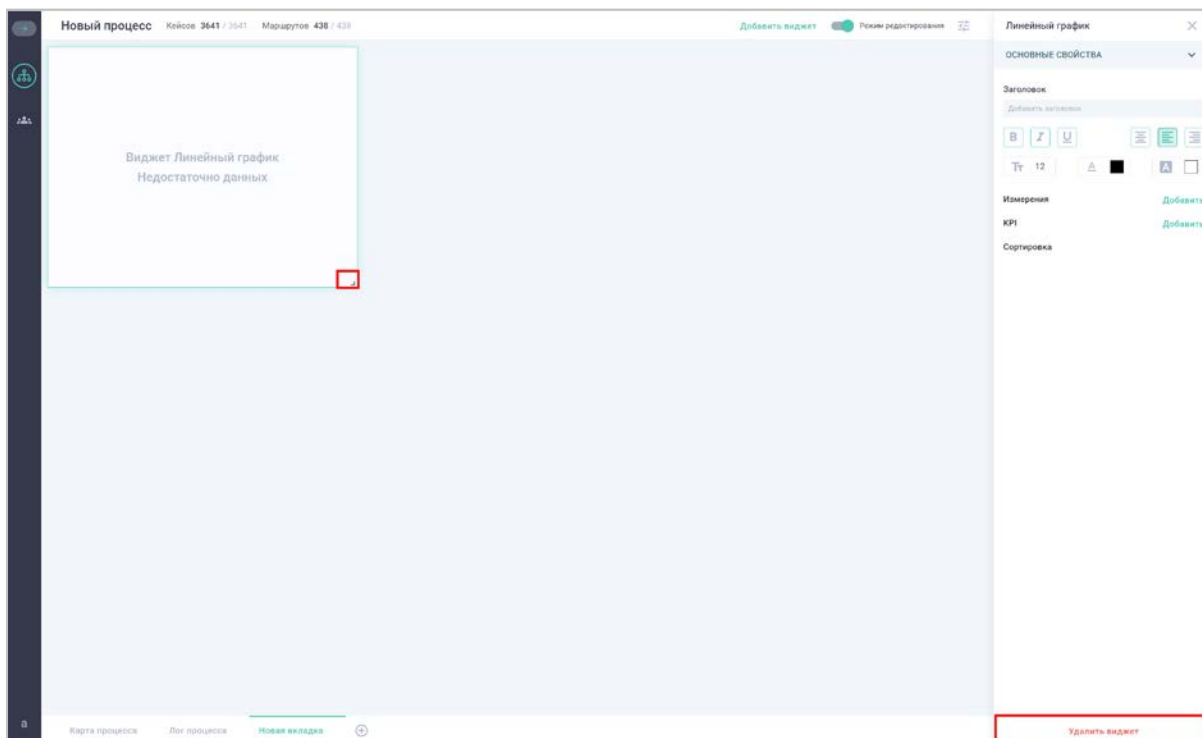 Новый процесс Кейсов 3641 / 3641 Маршрутов 438 / 438 Добавить виджет Режим редактирования
Линейный график
ОСНОВНЫЕ СВОЙСТВА
Заголовок
Добавить заголовок
B I U
Tт 12 A A
Измерения Добавить
KPI Добавить
Сортировка
Виджет Линейный график
Недостаточно данных
a
Карта процесса Лог процесса Новая вкладка
Удалить виджет